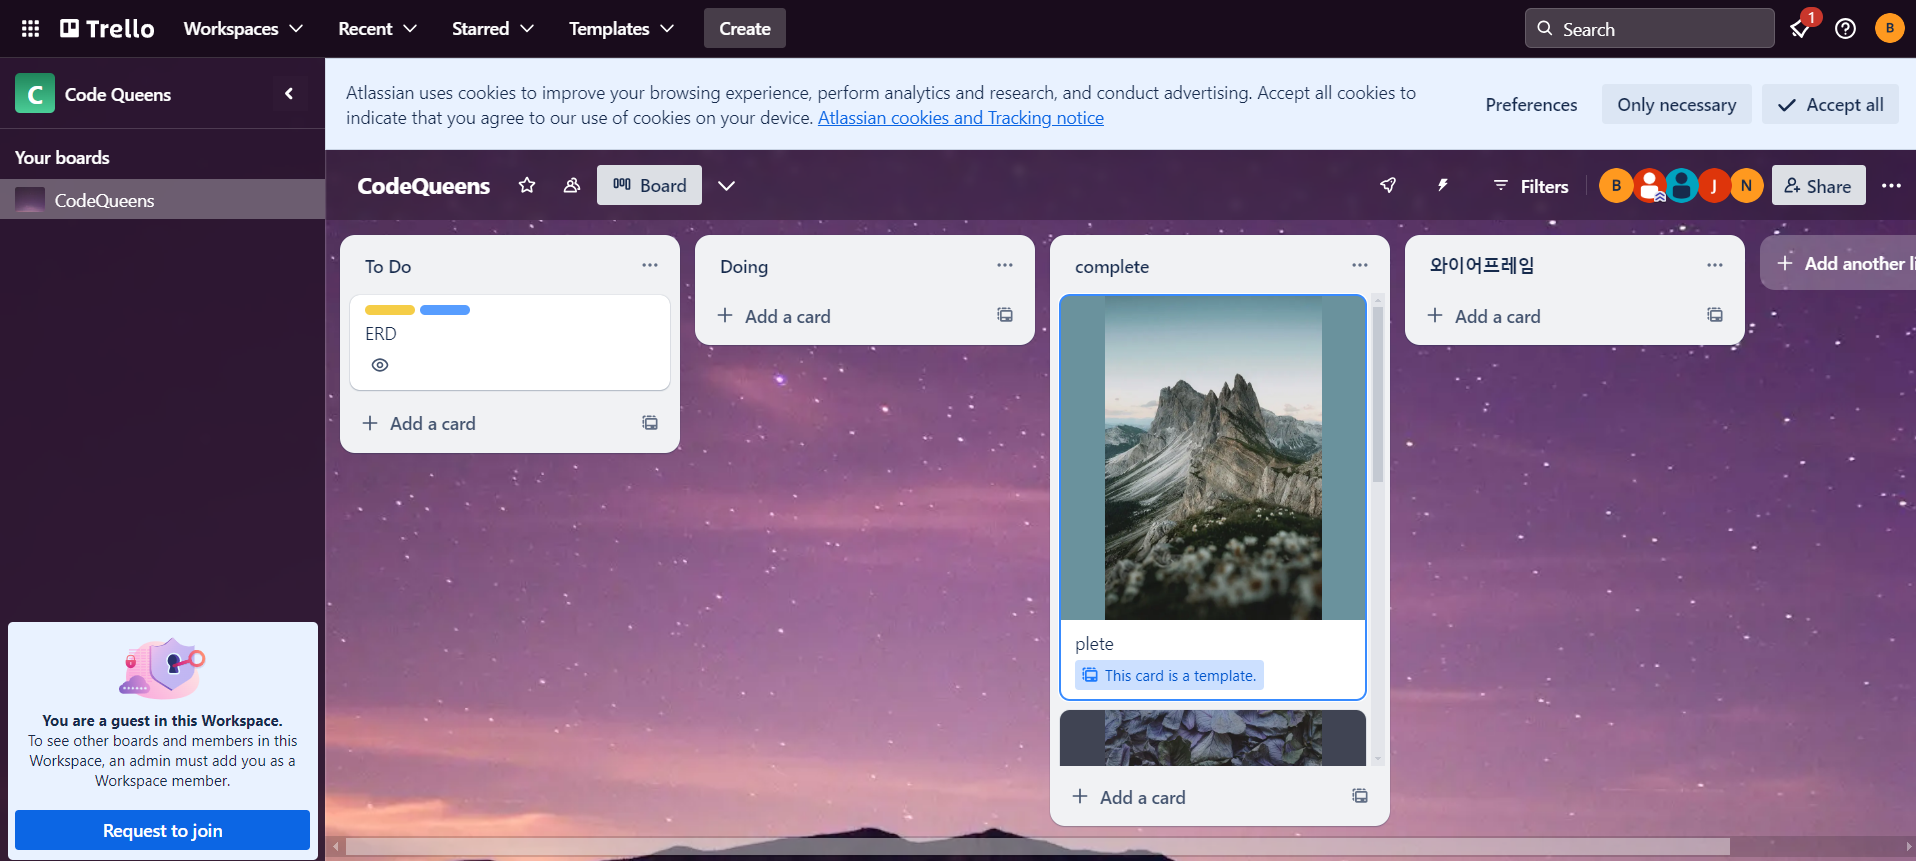 Trello
Workspaces
Recent
Starred
Templates
Create
Search
1
B
C
Code Queens
Your boards
CodeQueens
Atlassian uses cookies to improve your browsing experience, perform analytics and research, and conduct advertising. Accept all cookies to
indicate that you agree to our use of cookies on your device. Atlassian cookies and Tracking notice
Preferences
Only necessary
Accept all
CodeQueens
Board
Filters
B
J
N
Share
To Do
ERD
Add a card
Doing
Add a card
complete
plete
This card is a template.
Add a card
와이어프레임
Add a card
Add another li
You are a guest in this Workspace.
To see other boards and members in this
Workspace, an admin must add you as a
Workspace member.
Request to join